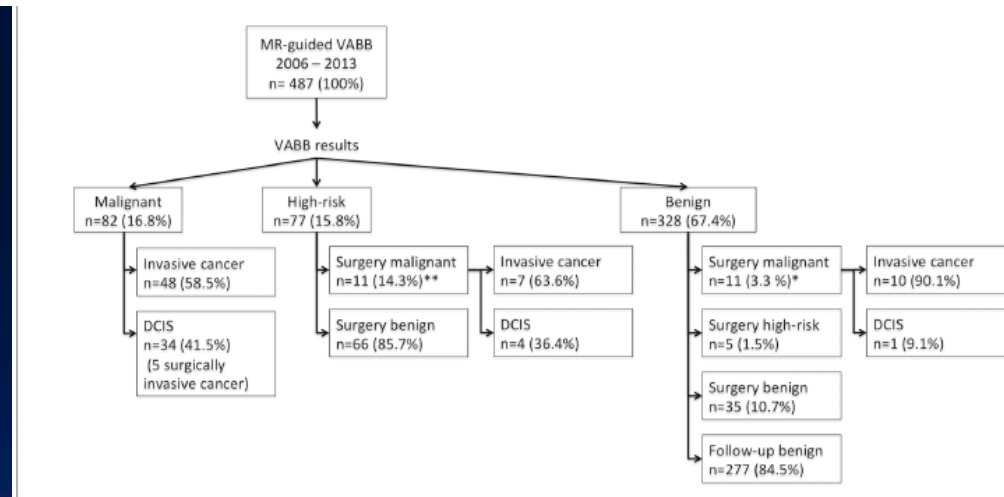 MR-guided VABB
2006 – 2013
n= 487 (100%)
VABB results
Malignant
n=82 (16.8%)
High-risk
n=77 (15.8%)
Benign
n=328 (67.4%)
Invasive cancer
n=48 (58.5%)
DCIS
n=34 (41.5%)
(5 surgically
invasive cancer)
Surgery malignant
n=11 (14.3%)**
Surgery benign
n=66 (85.7%)
Invasive cancer
n=7 (63.6%)
DCIS
n=4 (36.4%)
Surgery malignant
n=11 (3.3 %)*
Surgery high-risk
n=5 (1.5%)
Surgery benign
n=35 (10.7%)
Follow-up benign
n=277 (84.5%)
Invasive cancer
n=10 (90.1%)
DCIS
n=1 (9.1%)